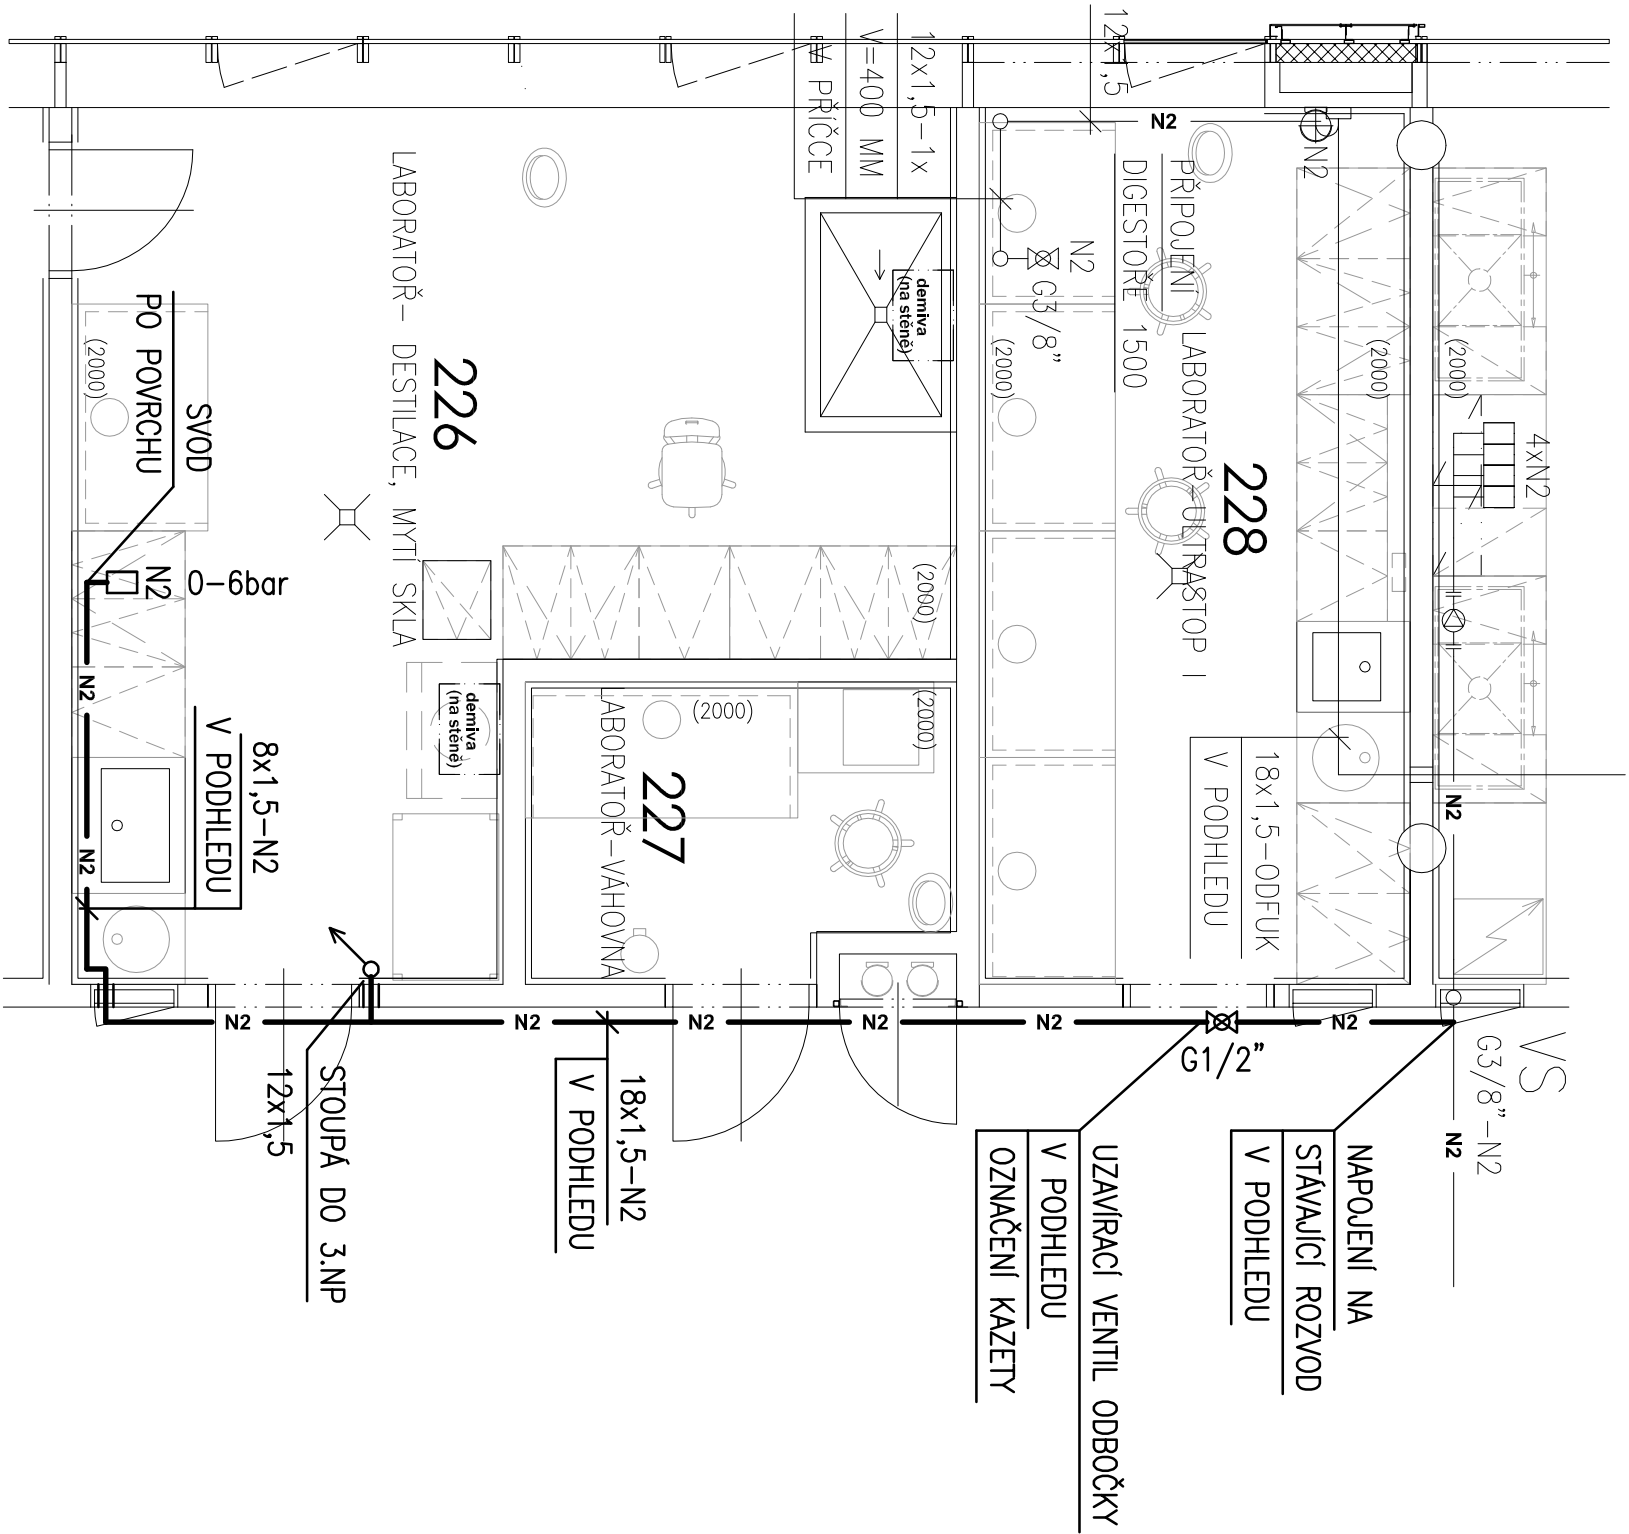 12x1,5
12x1,5-1x
V=400 MM
V PŘÍČCE
N2
N2
PŘIPOJENÍ
DIGESTOŘE 1500
N2
G3/8"
demiva
(na stěně)
228
LABORATOŘ-ULTRASTOP I
(2000)
(2000)
(2000)
4xN2
226
LABORATOŘ- DESTILACE, MYTÍ SKLA
(2000)
(2000)
SVOD
PO POVRCHU
N2
0-6bar
demiva
(na stěně)
227
LABORATOŘ-VÁHOVNA
(2000)
(2000)
18x1,5-ODFUK
V PODHLEDU
8x1,5-N2
V PODHLEDU
N2
N2
N2
N2
N2
N2
N2
N2
N2
N2
G1/2"
VS
G3/8"-N2
STOUPÁ DO 3.NP
12x1,5
18x1,5-N2
V PODHLEDU
UZAVÍRACÍ VENTIL ODBOČKY
V PODHLEDU
OZNAČENÍ KAZETY
NAPOJENÍ NA
STÁVAJÍCÍ ROZVOD
V PODHLEDU